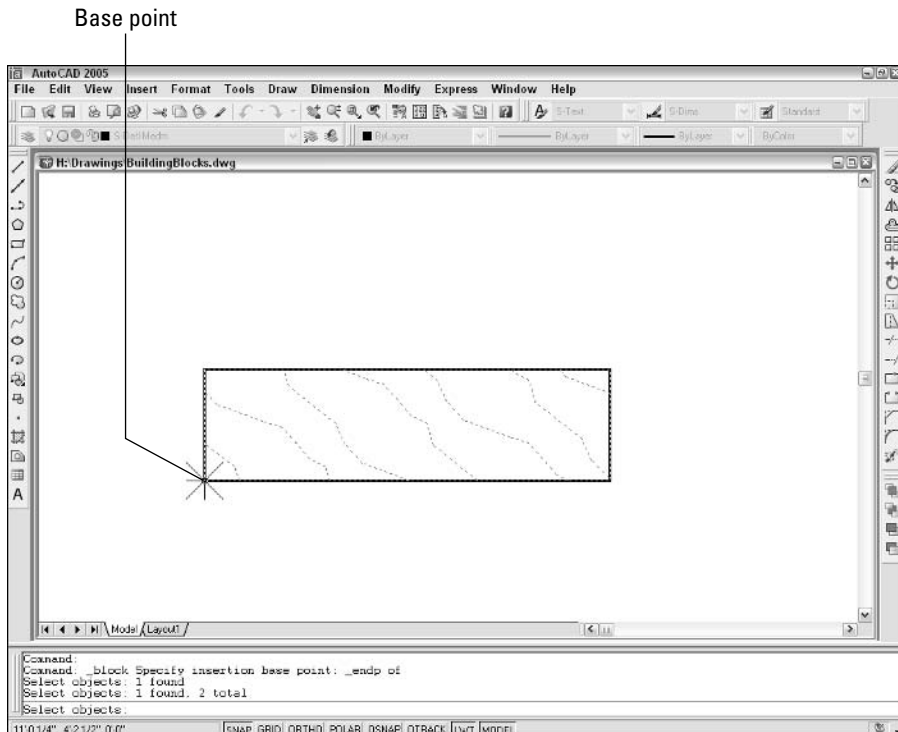 Base point
AutoCAD 2005
File Edit View Insert Format Tools Draw Dimension Modify Express Window Help
S-Text S-Dims Standard
ByLayer ByLayer ByLayer ByColor
H:\Drawings\BuildingBlocks.dwg
A
Model Layout1
Command:
Command: _block Specify insertion base point: _endp of
Select objects: 1 found
Select objects: 1 found, 2 total
Select objects:
SNAP GRID ORTHO POLAR OSNAP OTRACK LWT MODEL